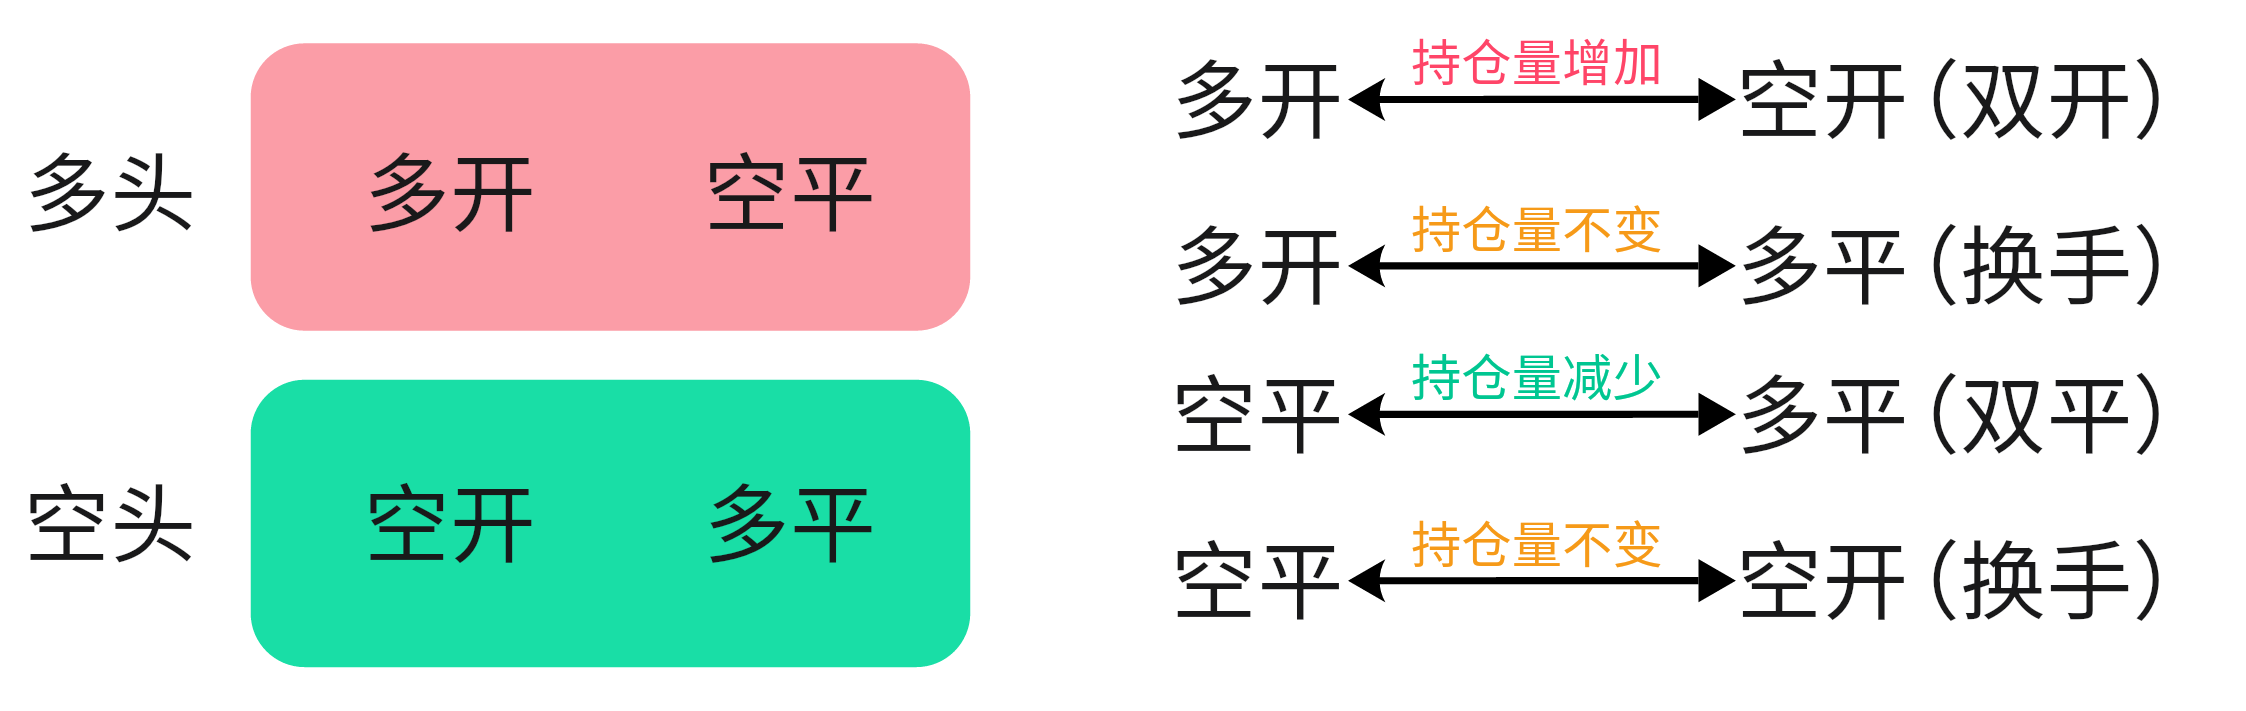 多头
多开 空平
空头
空开 多平
多开 持仓量增加 空开（双开）
多开 持仓量不变 多平（换手）
空平 持仓量减少 多平（双平）
空平 持仓量不变 空开（换手）